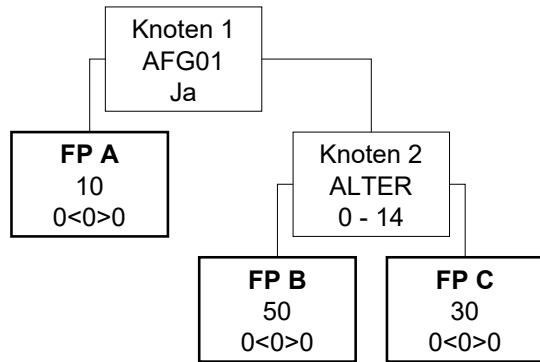 Knoten 1
AFG01
Ja
FP A
10
0<0>0
Knoten 2
ALTER
0 - 14
FP B
50
0<0>0
FP C
30
0<0>0